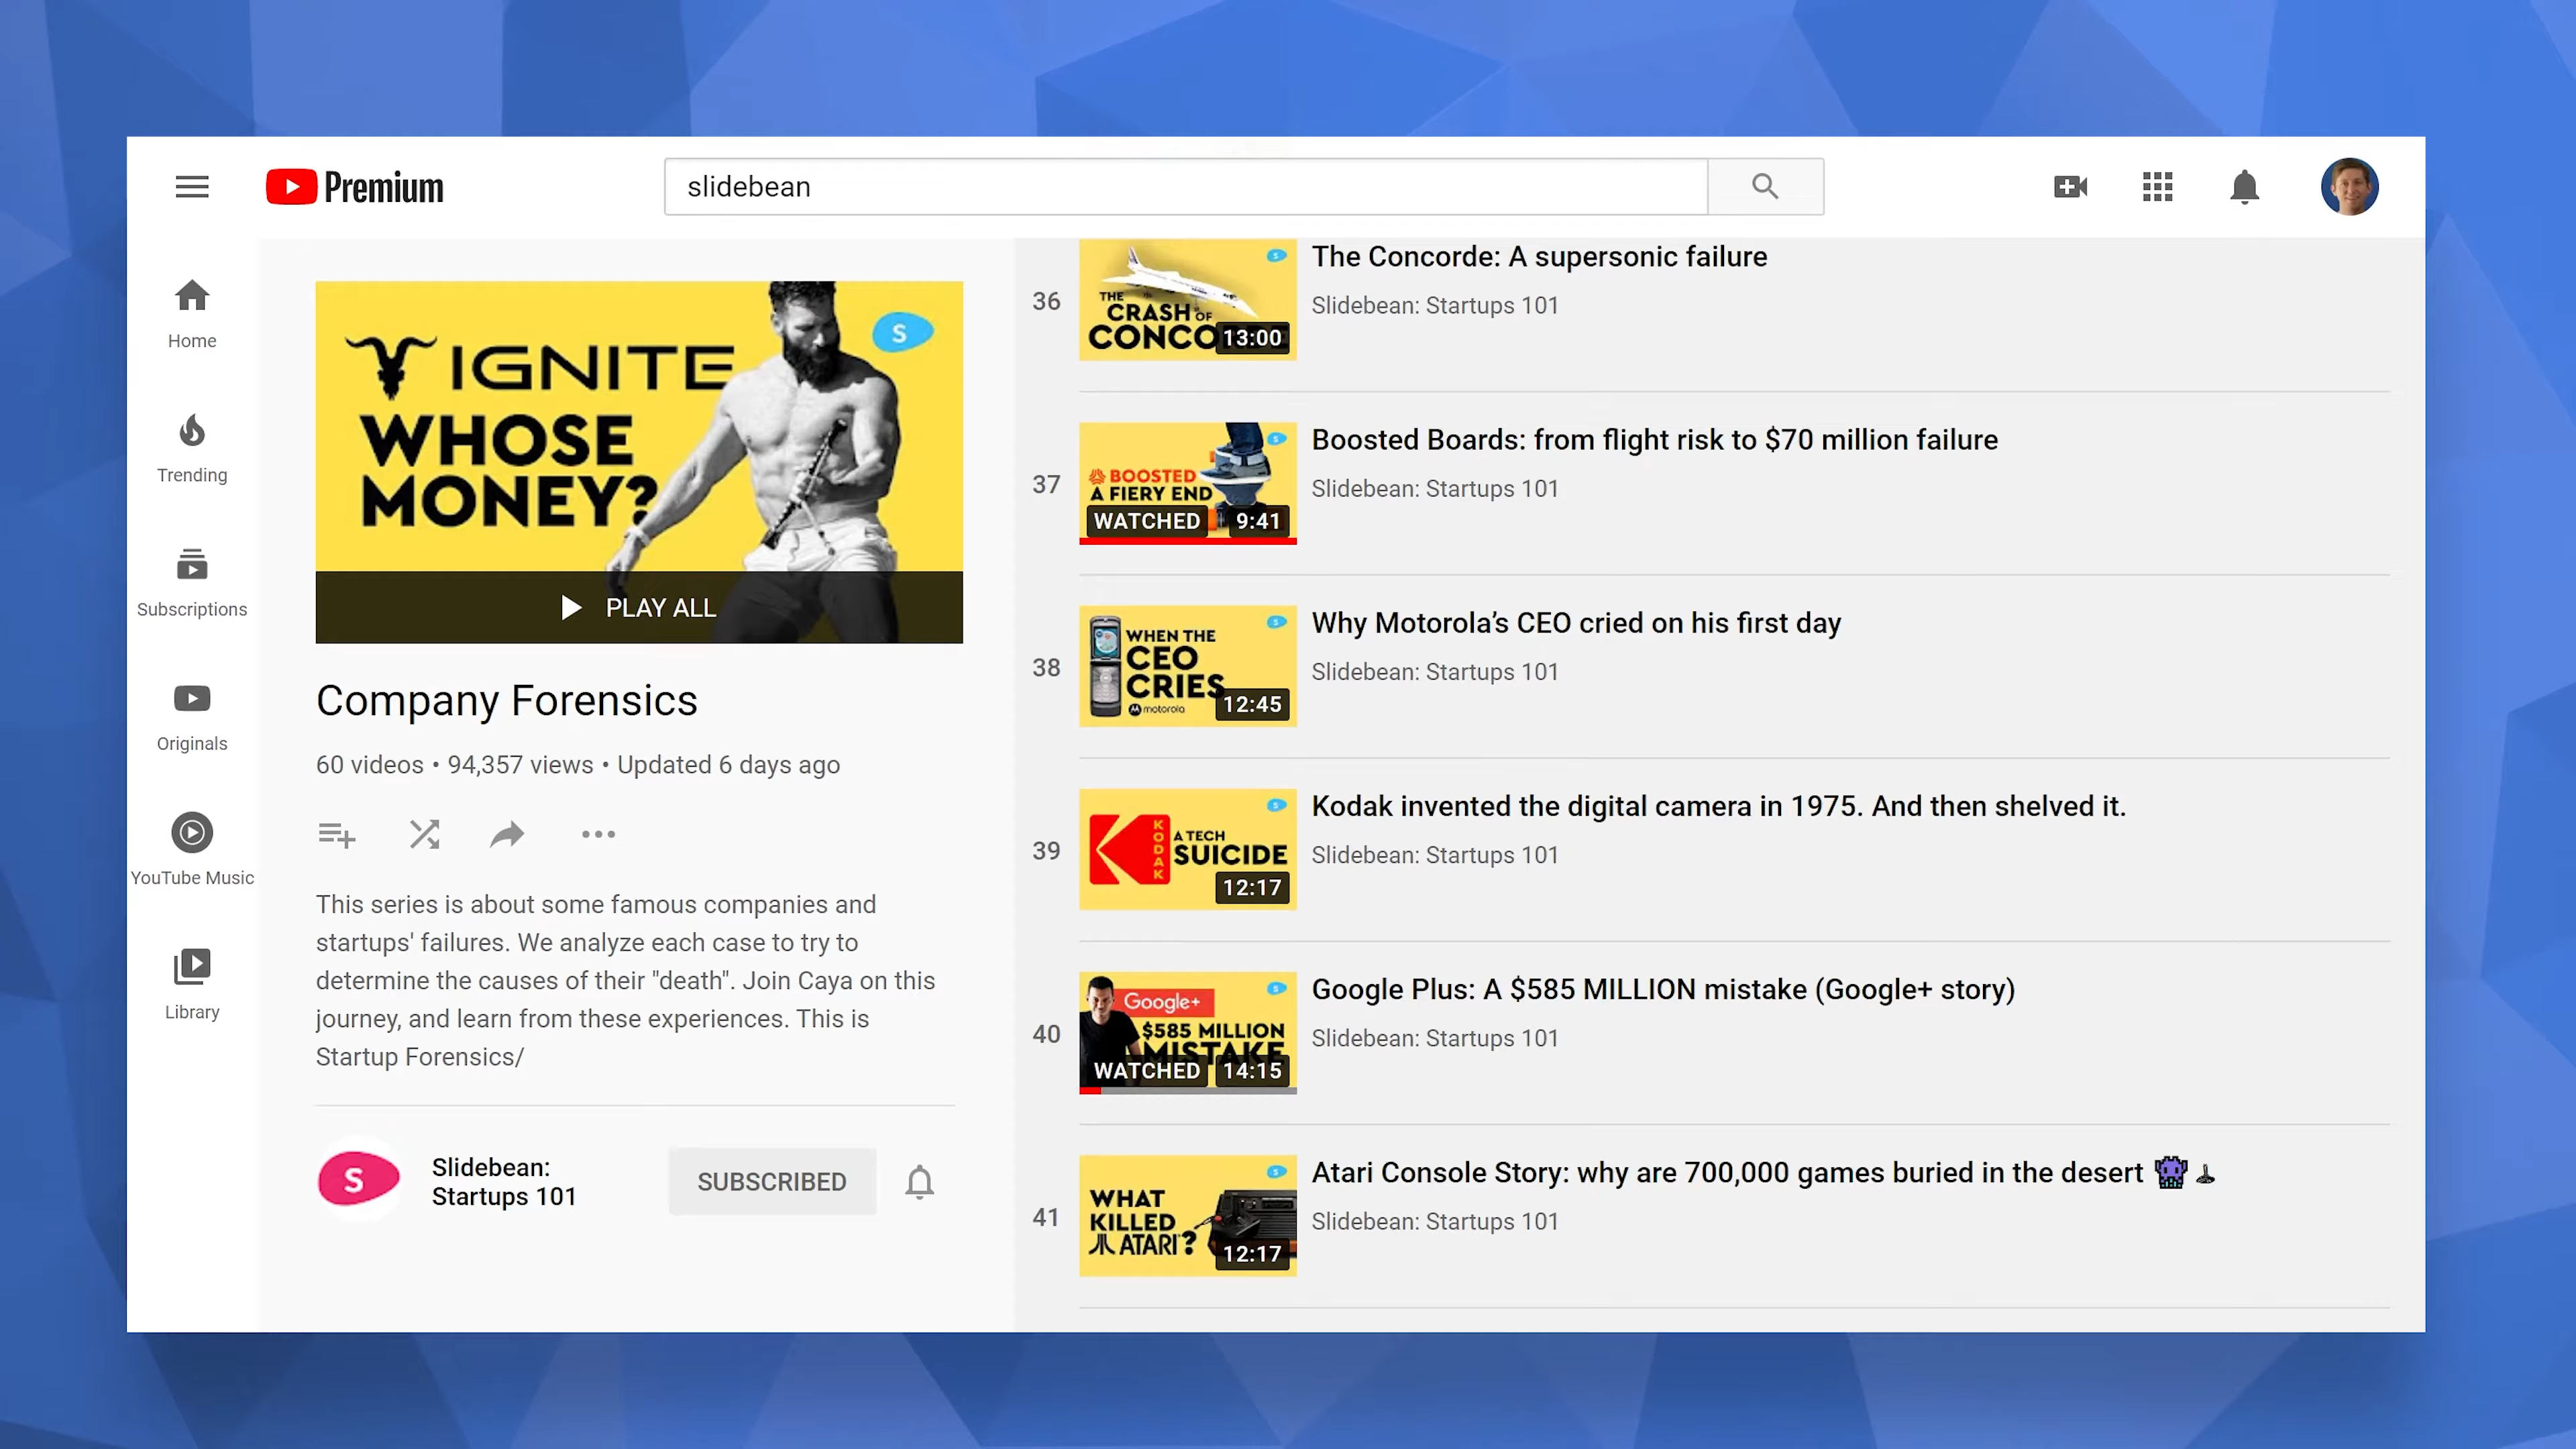 Premium
slidebean
Home
Trending
Subscriptions
Originals
YouTube Music
Library
IGNITE
WHOSE
MONEY?
S
PLAY ALL
Company Forensics
60 videos • 94,357 views • Updated 6 days ago
This series is about some famous companies and
startups' failures. We analyze each case to try to
determine the causes of their "death". Join Caya on this
journey, and learn from these experiences. This is
Startup Forensics/
S
Slidebean:
Startups 101
SUBSCRIBED
36
THE
CRASH OF
CONCO
13:00
The Concorde: A supersonic failure
Slidebean: Startups 101
37
BOOSTED
A FIERY END
WATCHED
9:41
Boosted Boards: from flight risk to $70 million failure
Slidebean: Startups 101
38
WHEN THE
CEO
CRIES
motorola
12:45
Why Motorola’s CEO cried on his first day
Slidebean: Startups 101
39
KODAK
A TECH
SUICIDE
12:17
Kodak invented the digital camera in 1975. And then shelved it.
Slidebean: Startups 101
40
Google+
$585 MILLION
MISTAKE
WATCHED
14:15
Google Plus: A $585 MILLION mistake (Google+ story)
Slidebean: Startups 101
41
WHAT
KILLED
ATARI?
12:17
Atari Console Story: why are 700,000 games buried in the desert 👾🕹
Slidebean: Startups 101